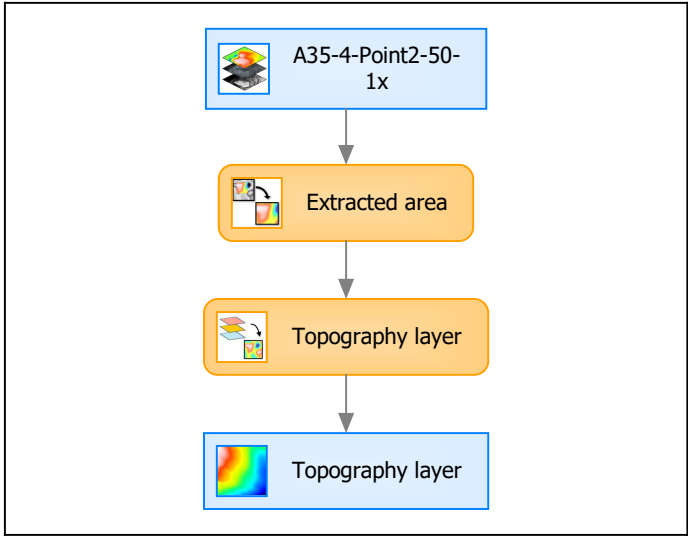 A35-4-Point2-50-
1x
Extracted area
Topography layer
Topography layer